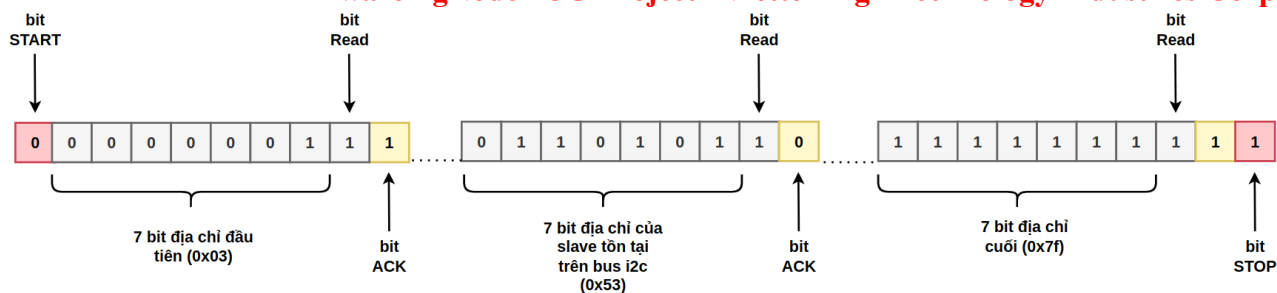 bit START
bit Read
bit Read
bit Read
0 0 0 0 0 0 0 1 1 1 ........ 0 1 1 0 1 0 1 1 0 ........ 1 1 1 1 1 1 1 1 1 1
7 bit địa chỉ đầu
tiên (0x03)
bit
ACK
7 bit địa chỉ của
slave tồn tại
trên bus i2c
(0x53)
bit
ACK
7 bit địa chỉ
cuối (0x7f)
bit
STOP